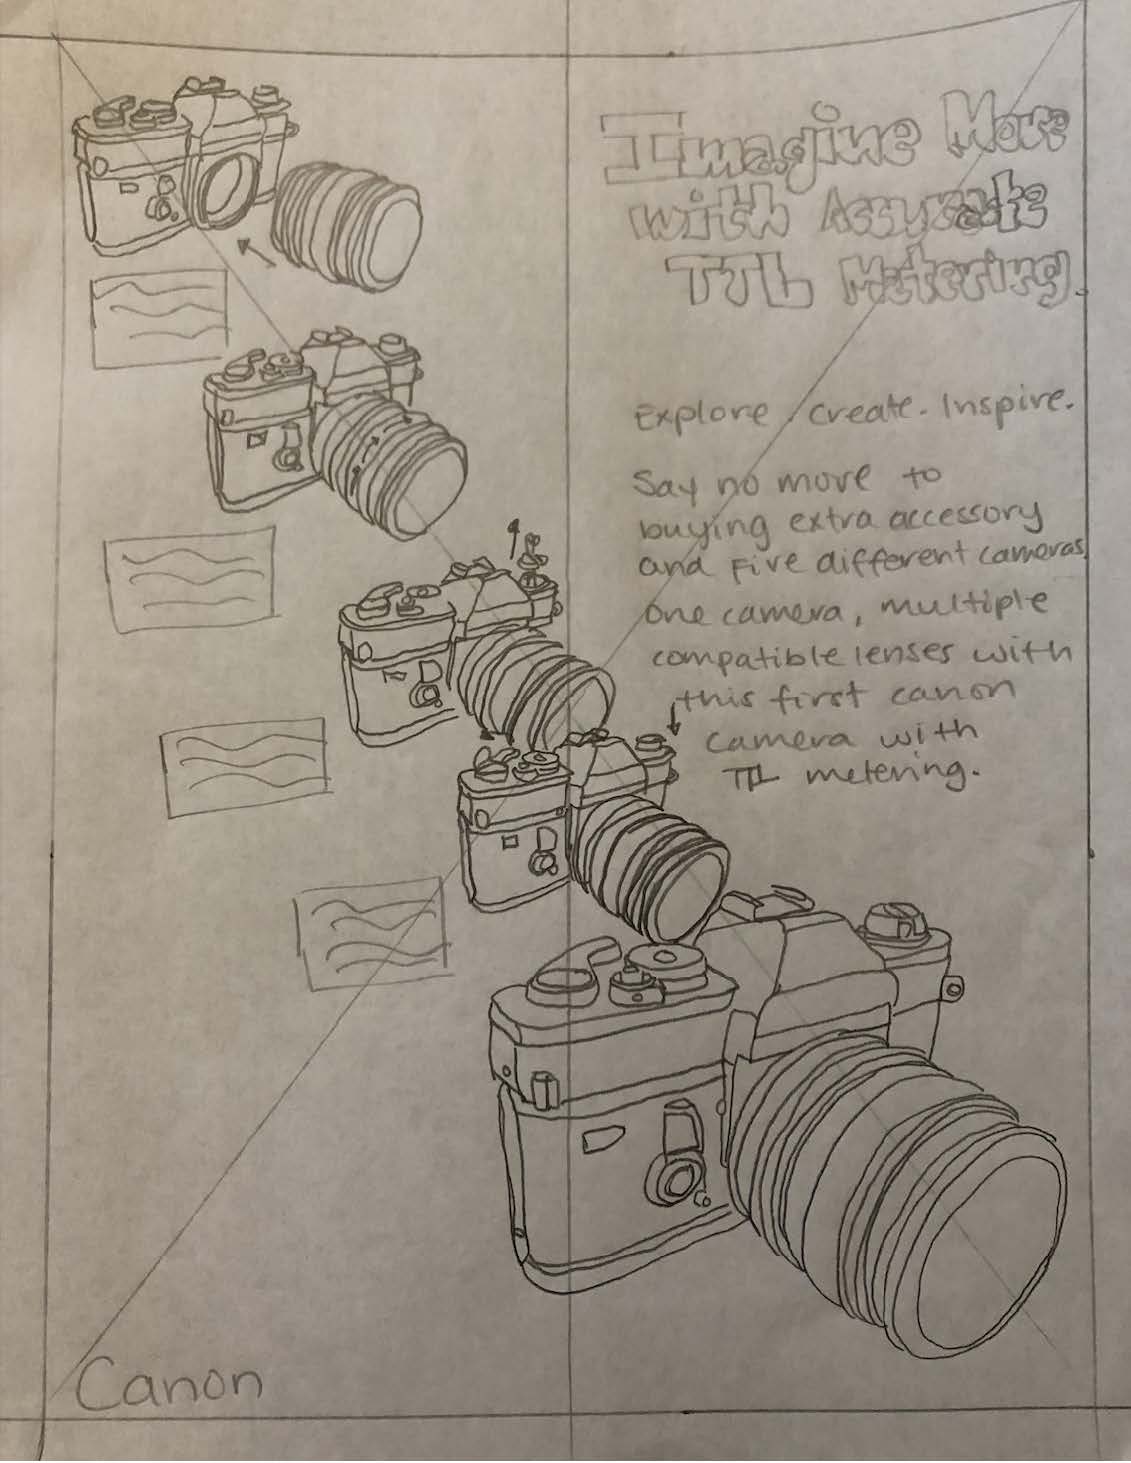 Imagine More
with Accurate
TTL Metering.
Explore. Create. Inspire.
Say no more to
buying extra accessory
and Five different cameras.
One camera, multiple
compatible lenses with
this first canon
camera with
TTL metering.
Canon